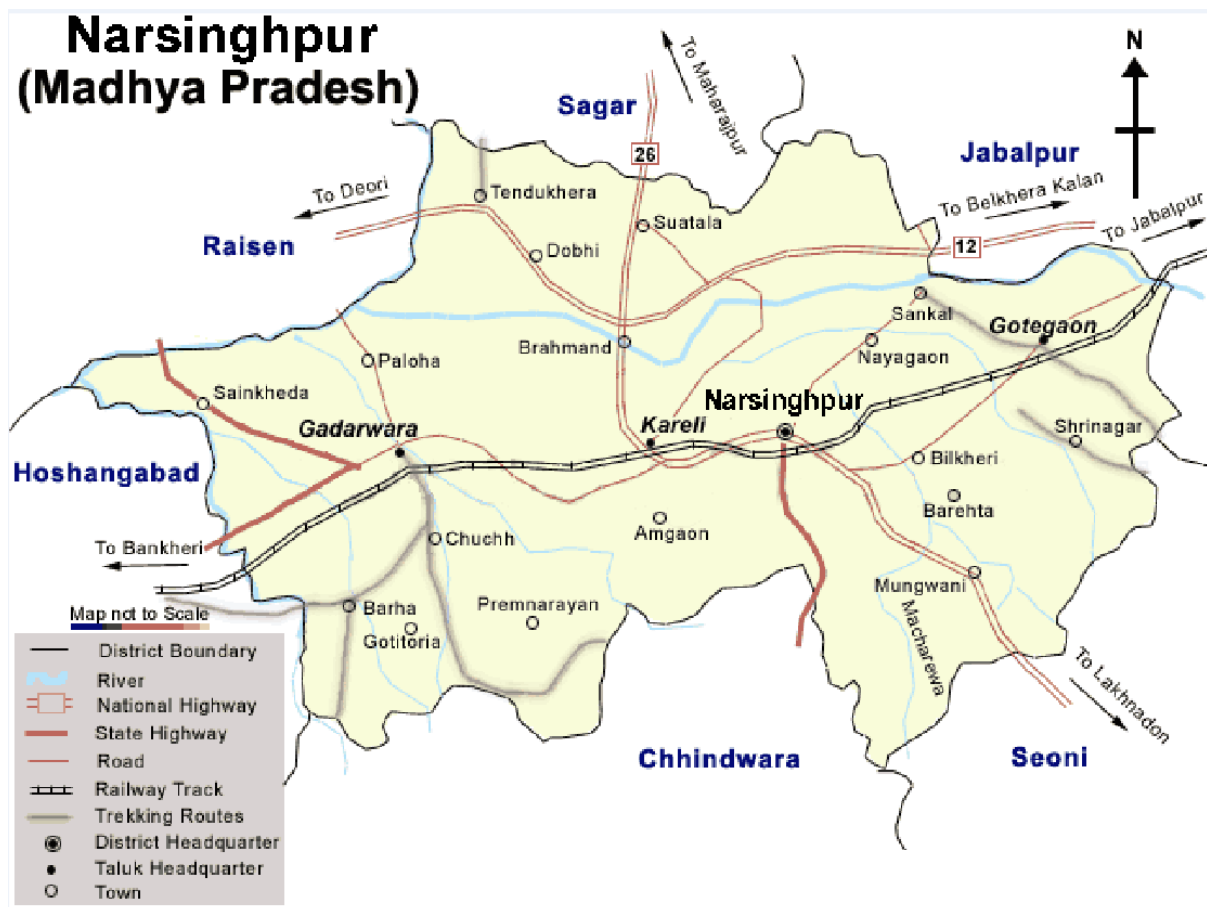 Narsinghpur
(Madhya Pradesh)
N
Sagar
To Maharajpur
26
Jabalpur
To Deori
Tendukhera
To Belkhera Kalan
To Jabalpur
Raisen
Suatala
12
Dobhi
Sankal
Gotegaon
Brahmand
Nayagaon
Paloha
Sainkheda
Narsinghpur
Gadarwara
Kareli
Shrinagar
Hoshangabad
Bilkheri
Barehta
Amgaon
Chuchh
To Bankheri
Mungwani
Barha
Premnarayan
Gotitoria
Macharewa
To Lakhnadon
Chhindwara
Seoni
Map not to Scale
District Boundary
River
National Highway
State Highway
Road
Railway Track
Trekking Routes
District Headquarter
Taluk Headquarter
Town